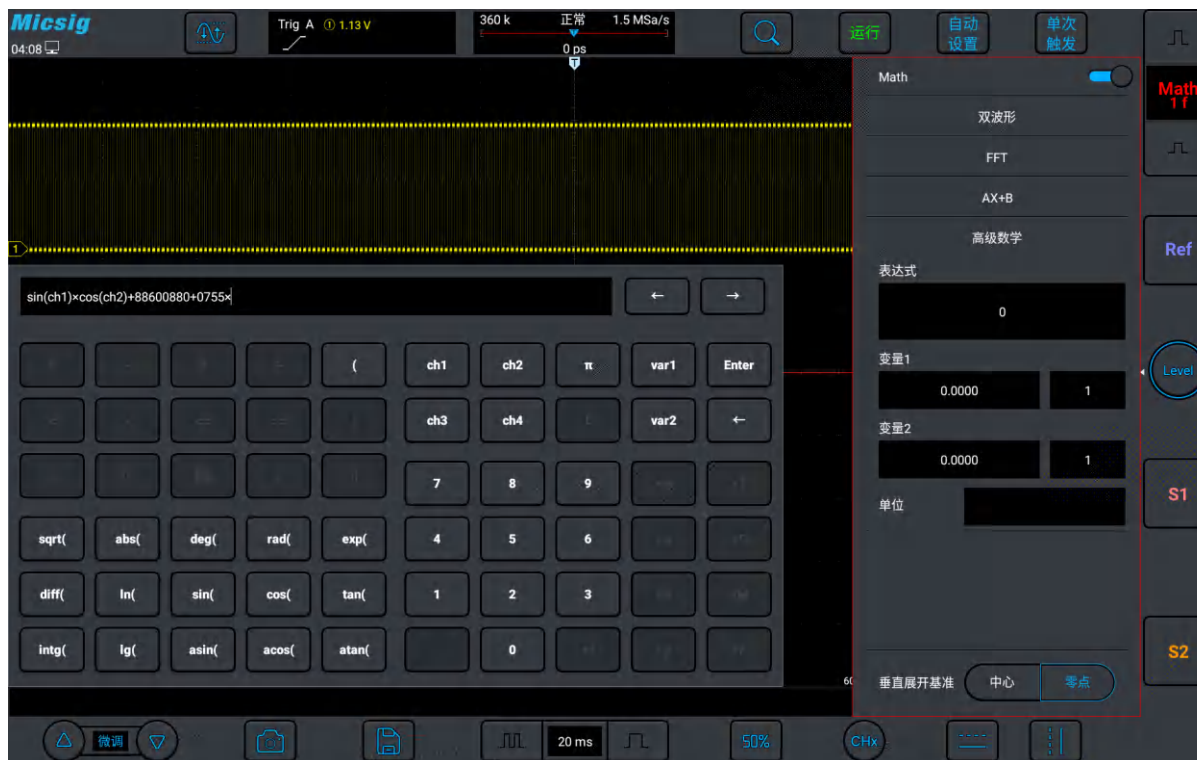 Micsig
04:08
Trig A ① 1.13 V
360 k 正常 1.5 MSa/s
0 ps
运行
自动
设置
单次
触发
T
Math
双波形
FFT
AX+B
高级数学
表达式
0
变量1
0.0000 1
变量2
0.0000 1
单位
垂直展开基准 中心 零点
Math
1 f
Ref
Level
S1
S2
1
sin(ch1)×cos(ch2)+88600880+0755×
← →
( ch1 ch2 π var1 Enter
ch3 ch4 var2 ←
7 8 9
sqrt( abs( deg( rad( exp( 4 5 6
diff( ln( sin( cos( tan( 1 2 3
intg( lg( asin( acos( atan( 0
60
微调
20 ms
50%
CHx